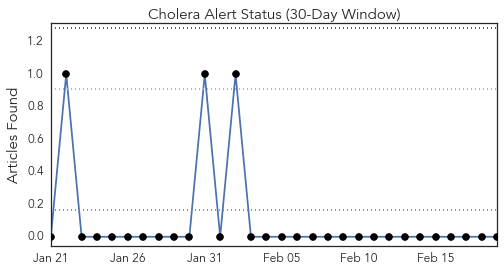 Cholera Alert Status (30-Day Window)
Articles Found
1.2
1.0
0.8
0.6
0.4
0.2
0.0
Jan 21 Jan 26 Jan 31 Feb 05 Feb 10 Feb 15